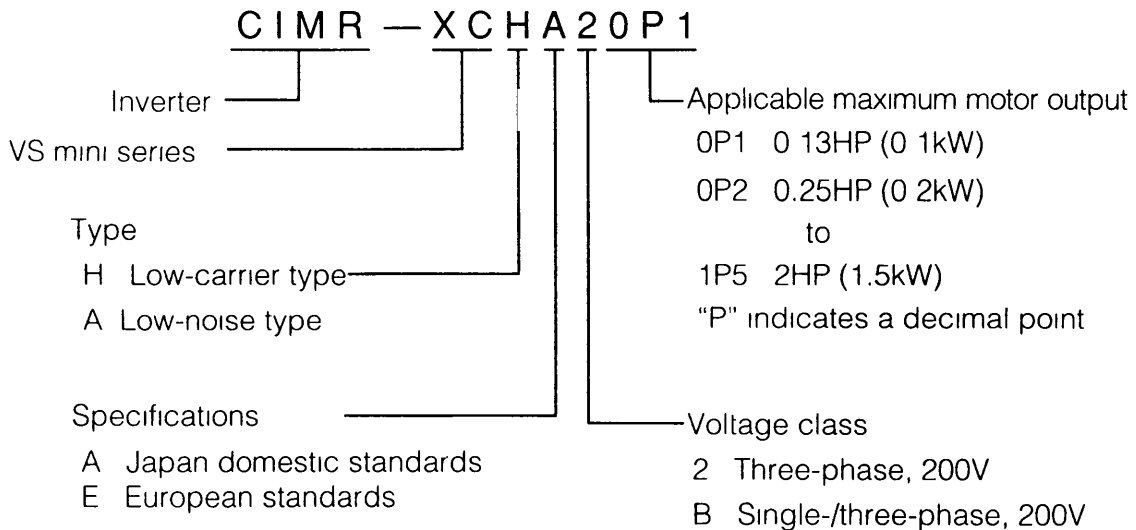 CIMR — XCHA20P1
Inverter
VS mini series
Type
H Low-carrier type
A Low-noise type
Specifications
A Japan domestic standards
E European standards
Applicable maximum motor output
0P1 0 13HP (0 1kW)
0P2 0.25HP (0 2kW)
to
1P5 2HP (1.5kW)
"P" indicates a decimal point
Voltage class
2 Three-phase, 200V
B Single-/three-phase, 200V